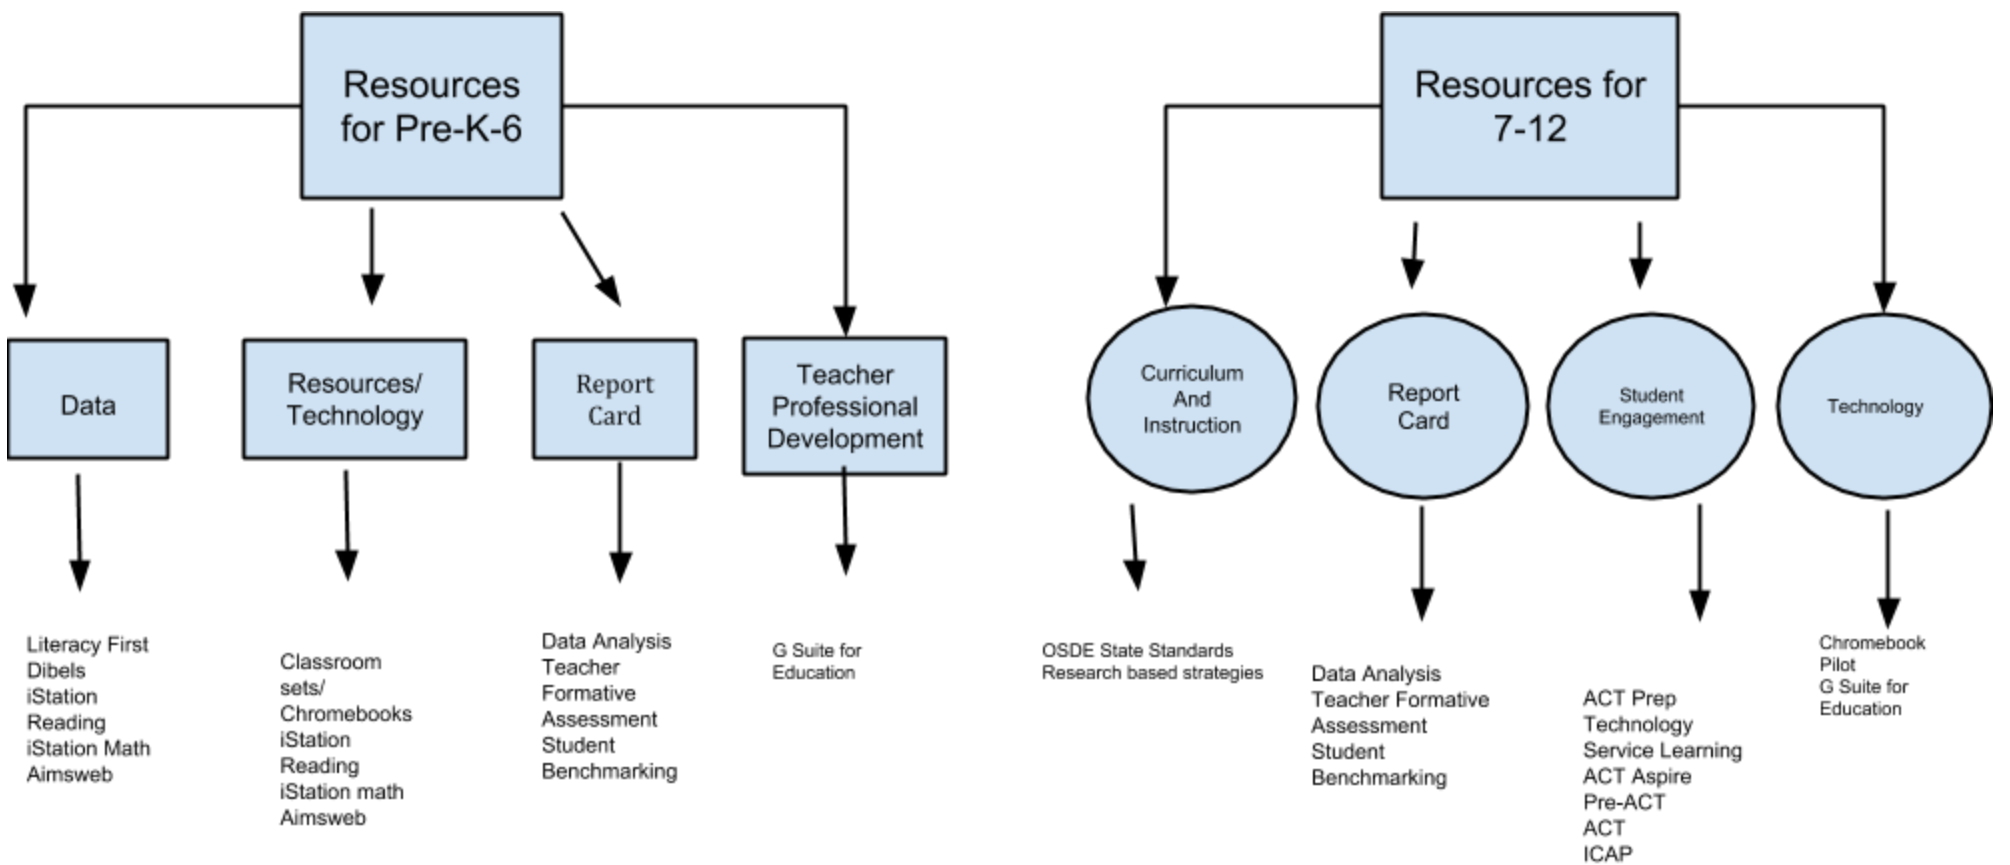 Resources
for Pre-K-6
Data
Resources/
Technology
Report
Card
Teacher
Professional
Development
Literacy First
Dibels
iStation
Reading
iStation Math
Aimsweb
Classroom
sets/
Chromebooks
iStation
Reading
iStation math
Aimsweb
Data Analysis
Teacher
Formative
Assessment
Student
Benchmarking
G Suite for
Education
Resources for
7-12
Curriculum
And
Instruction
Report
Card
Student
Engagement
Technology
OSDE State Standards
Research based strategies
Data Analysis
Teacher Formative
Assessment
Student
Benchmarking
ACT Prep
Technology
Service Learning
ACT Aspire
Pre-ACT
ACT
ICAP
Chromebook
Pilot
G Suite for
Education